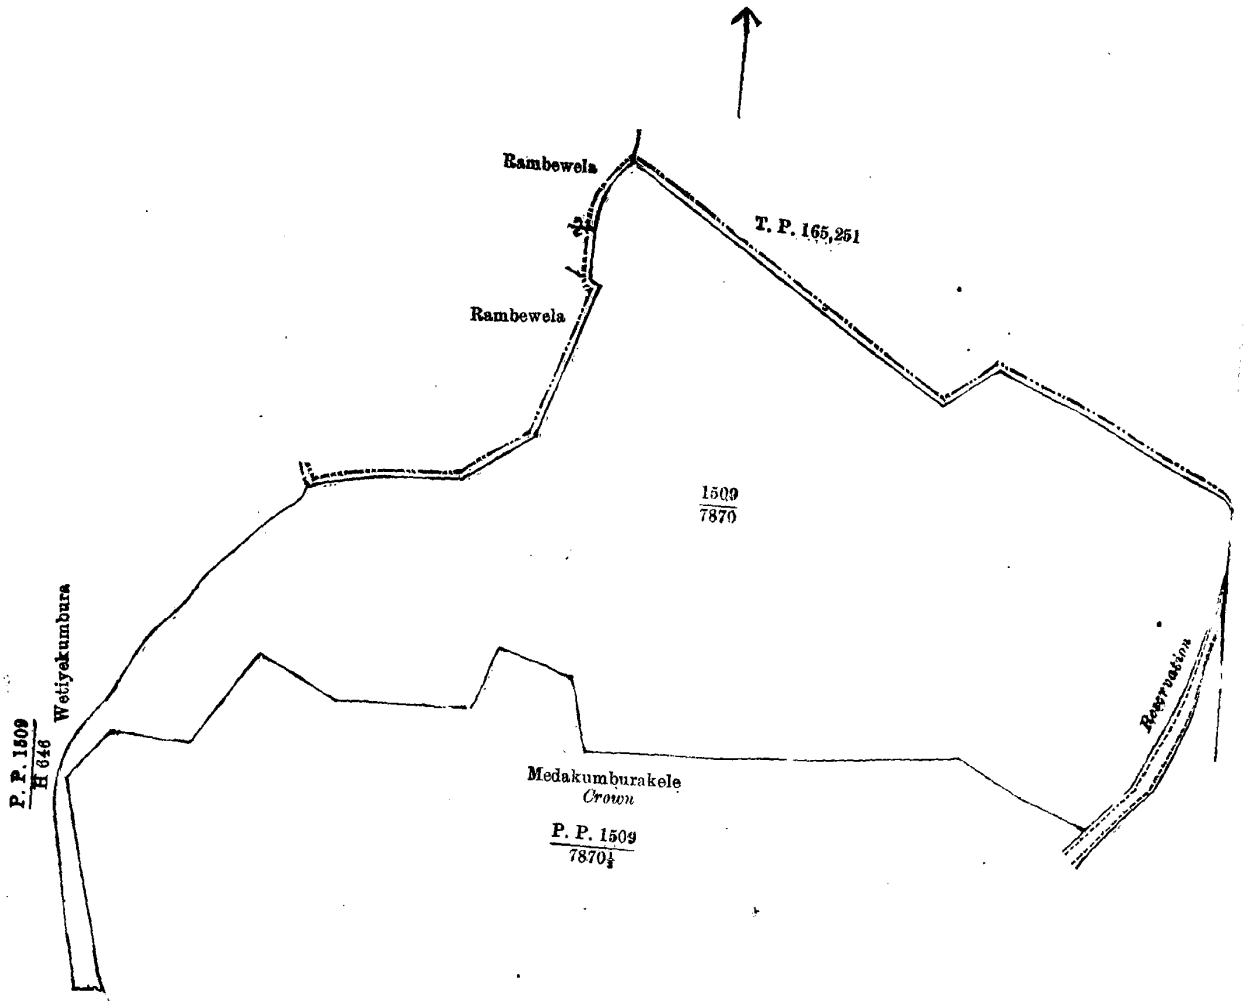 Rambewela
T. P. 165,251
Rambewela
1509
7870
Wetiyekumbura
P. P. 1509
H 646
Reservation
Medakumburakele
Crown
P. P. 1509
7870½